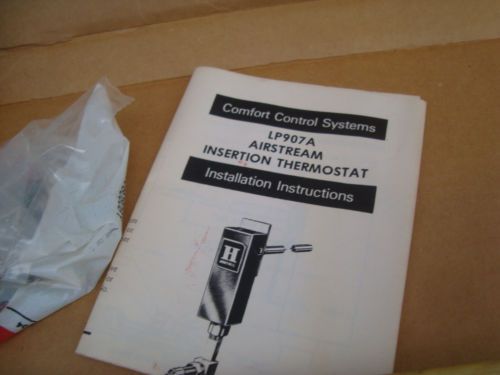 Comfort Control Systems
LP907A
AIRSTREAM
INSERTION THERMOSTAT
Installation Instructions
H